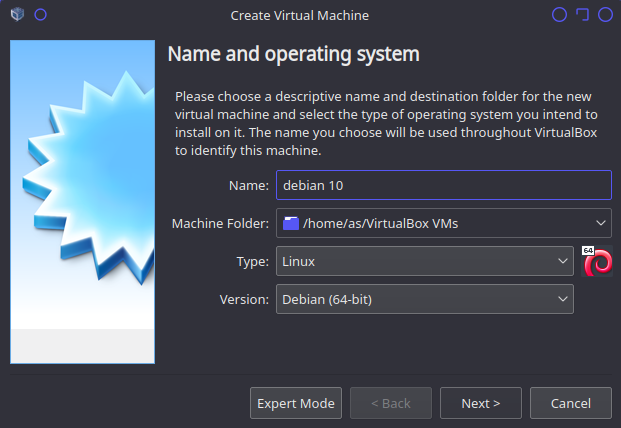 Create Virtual Machine
Name and operating system
Please choose a descriptive name and destination folder for the new
virtual machine and select the type of operating system you intend to
install on it. The name you choose will be used throughout VirtualBox
to identify this machine.
Name: debian 10
Machine Folder: /home/as/VirtualBox VMs
Type: Linux
64
Version: Debian (64-bit)
Expert Mode < Back Next > Cancel